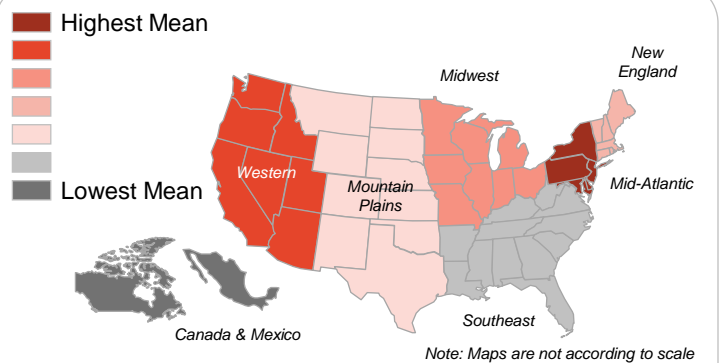 Highest Mean
New
England
Midwest
Western
Mountain
Plains
Mid-Atlantic
Lowest Mean
Southeast
Canada & Mexico
Note: Maps are not according to scale